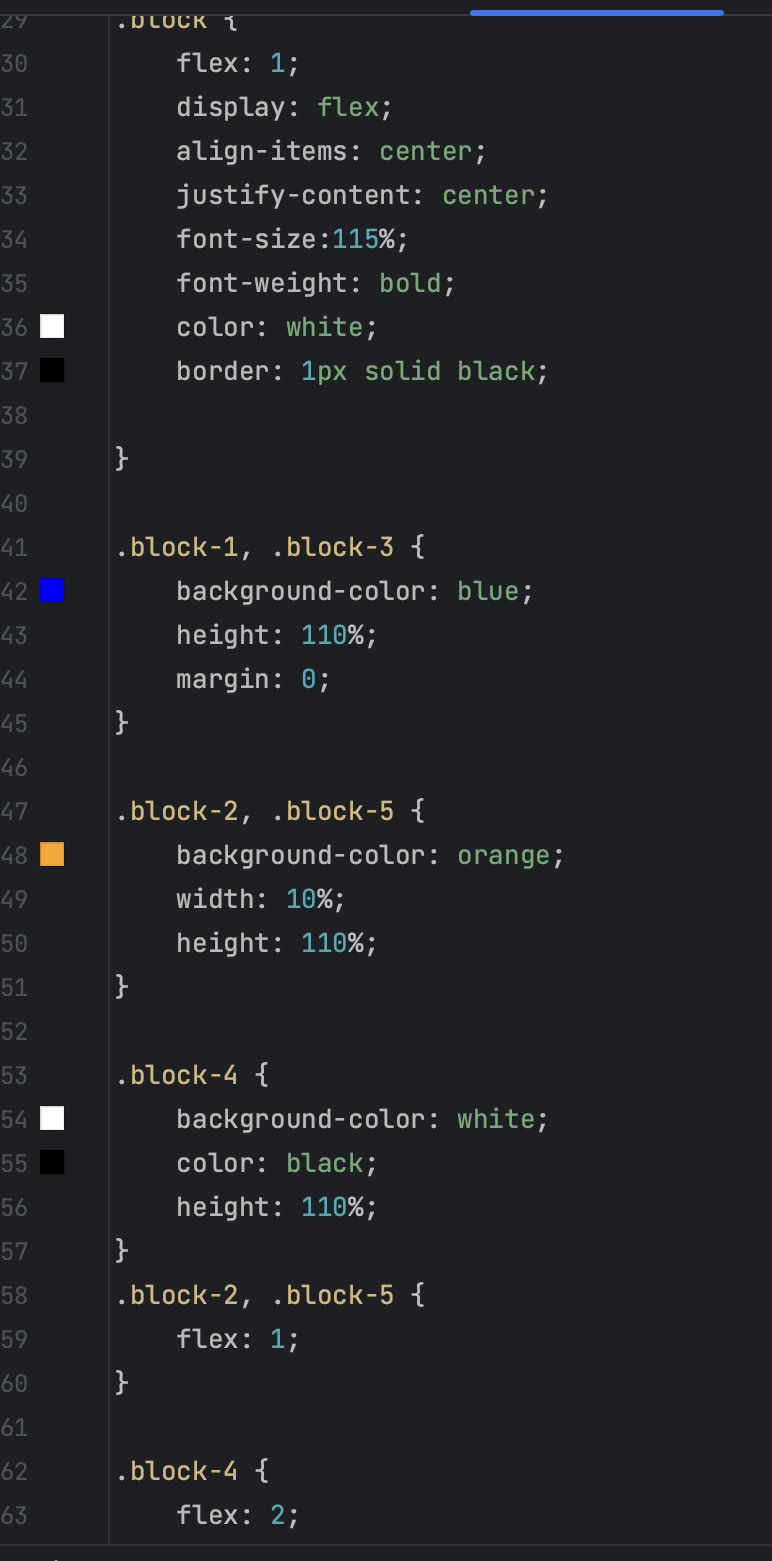 29 .block {
30 flex: 1;
31 display: flex;
32 align-items: center;
33 justify-content: center;
34 font-size:115%;
35 font-weight: bold;
36 color: white;
37 border: 1px solid black;
38
39 }
40
41 .block-1, .block-3 {
42 background-color: blue;
43 height: 110%;
44 margin: 0;
45 }
46
47 .block-2, .block-5 {
48 background-color: orange;
49 width: 10%;
50 height: 110%;
51 }
52
53 .block-4 {
54 background-color: white;
55 color: black;
56 height: 110%;
57 }
58 .block-2, .block-5 {
59 flex: 1;
60 }
61
62 .block-4 {
63 flex: 2;